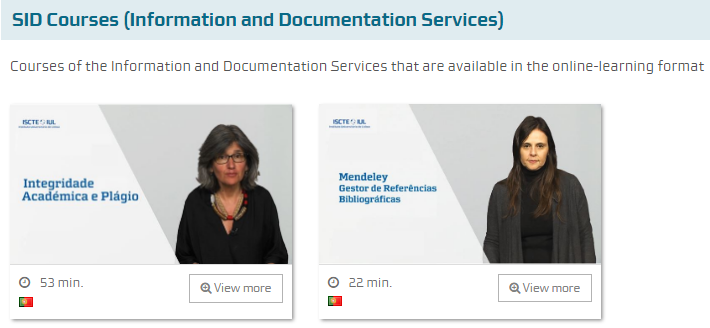 SID Courses (Information and Documentation Services)
Courses of the Information and Documentation Services that are available in the online-learning format
ISCTE IUL
Integridade
Académica e Plágio
53 min.
View more
ISCTE IUL
Mendeley
Gestor de Referências
Bibliográficas
22 min.
View more